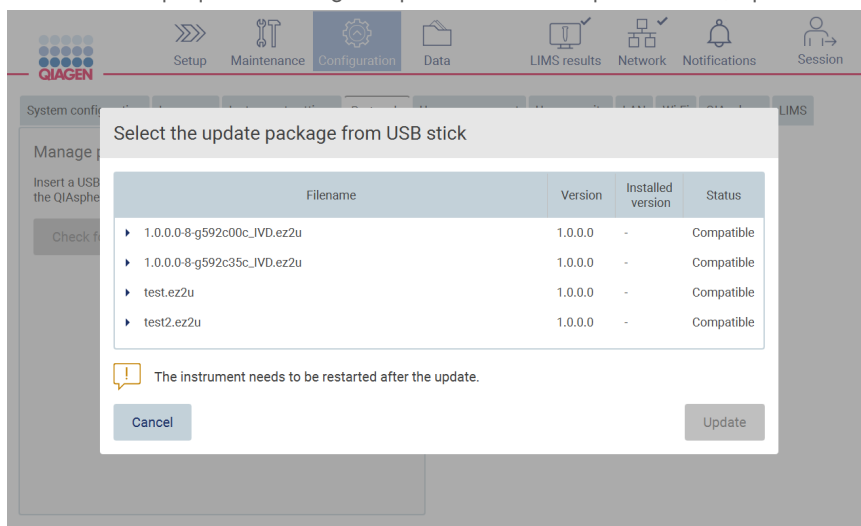 Setup Maintenance Configuration Data LIMS results Network Notifications Session
QIAGEN
System config LIMS
Select the update package from USB stick
Manage
Insert a USB
the QIAsphe
Filename Version Installed version Status
Check f
1.0.0.0-8-g592c00c_IVD.ez2u 1.0.0.0 - Compatible
1.0.0.0-8-g592c35c_IVD.ez2u 1.0.0.0 - Compatible
test.ez2u 1.0.0.0 - Compatible
test2.ez2u 1.0.0.0 - Compatible
The instrument needs to be restarted after the update.
Cancel Update